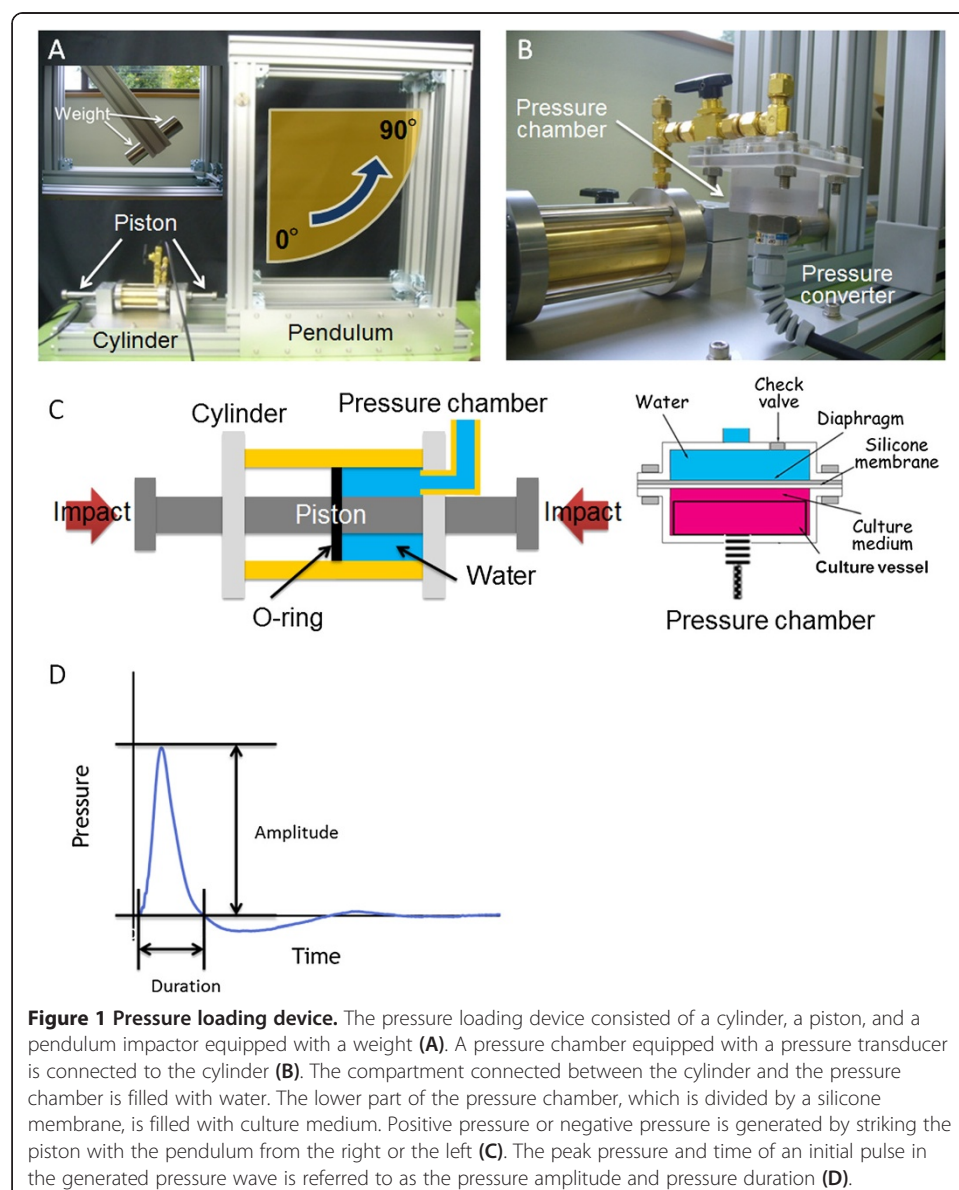 A
Weight
90°
0°
Piston
Cylinder
Pendulum
B
Pressure
chamber
Pressure
converter
C
Cylinder
Pressure chamber
Impact
Piston
Impact
O-ring
Water
Water
Check
valve
Diaphragm
Silicone
membrane
Culture
medium
Culture vessel
Pressure chamber
D
Pressure
Amplitude
Time
Duration
Figure 1 Pressure loading device. The pressure loading device consisted of a cylinder, a piston, and a
pendulum impactor equipped with a weight (A). A pressure chamber equipped with a pressure transducer
is connected to the cylinder (B). The compartment connected between the cylinder and the pressure
chamber is filled with water. The lower part of the pressure chamber, which is divided by a silicone
membrane, is filled with culture medium. Positive pressure or negative pressure is generated by striking the
piston with the pendulum from the right or the left (C). The peak pressure and time of an initial pulse in
the generated pressure wave is referred to as the pressure amplitude and pressure duration (D).